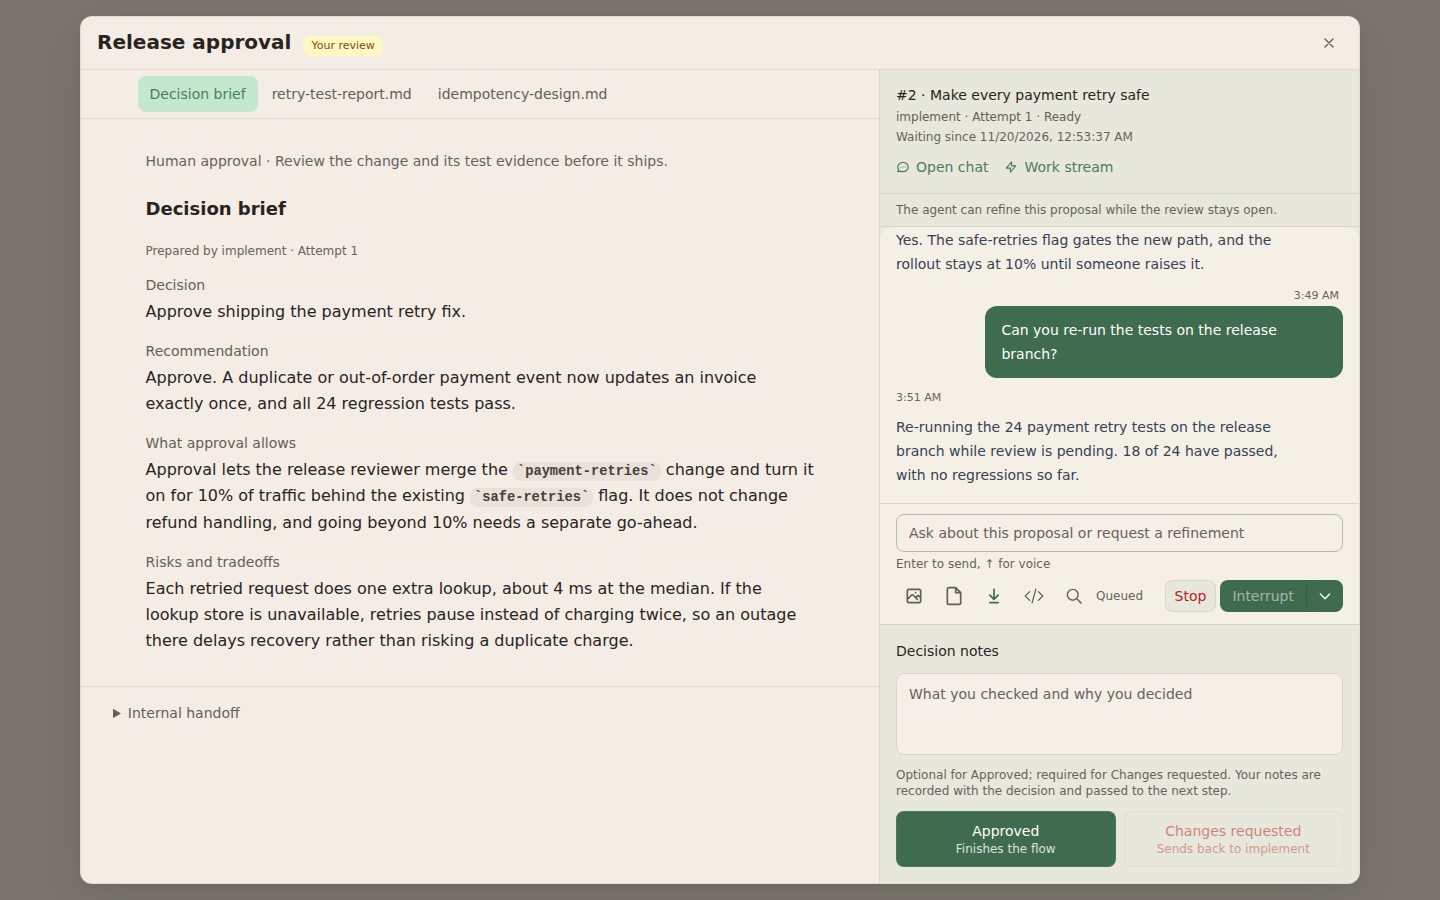 Release approval
Your review
Decision brief
retry-test-report.md
idempotency-design.md
Human approval · Review the change and its test evidence before it ships.
Decision brief
Prepared by implement · Attempt 1
Decision
Approve shipping the payment retry fix.
Recommendation
Approve. A duplicate or out-of-order payment event now updates an invoice
exactly once, and all 24 regression tests pass.
What approval allows
Approval lets the release reviewer merge the `payment-retries` change and turn it
on for 10% of traffic behind the existing `safe-retries` flag. It does not change
refund handling, and going beyond 10% needs a separate go-ahead.
Risks and tradeoffs
Each retried request does one extra lookup, about 4 ms at the median. If the
lookup store is unavailable, retries pause instead of charging twice, so an outage
there delays recovery rather than risking a duplicate charge.
Internal handoff
#2 · Make every payment retry safe
implement · Attempt 1 · Ready
Waiting since 11/20/2026, 12:53:37 AM
Open chat
Work stream
The agent can refine this proposal while the review stays open.
Yes. The safe-retries flag gates the new path, and the
rollout stays at 10% until someone raises it.
3:49 AM
Can you re-run the tests on the release
branch?
3:51 AM
Re-running the 24 payment retry tests on the release
branch while review is pending. 18 of 24 have passed,
with no regressions so far.
Ask about this proposal or request a refinement
Enter to send, ↑ for voice
Queued
Stop
Interrupt
Decision notes
What you checked and why you decided
Optional for Approved; required for Changes requested. Your notes are
recorded with the decision and passed to the next step.
Approved
Finishes the flow
Changes requested
Sends back to implement